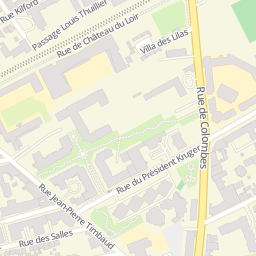 Rue Kilford
Passage Louis Thuillier
Rue de Château du Loir
Villa des Lilas
Rue de Colombes
Rue du Président Kruger
Rue Jean-Pierre Timbaud
Rue des Salles